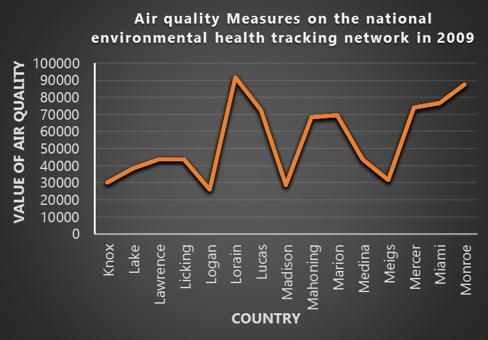 Air quality Measures on the national
environmental health tracking network in 2009
VALUE OF AIR QUALITY
100000
90000
80000
70000
60000
50000
40000
30000
20000
10000
0
Knox
Lake
Lawrence
Licking
Logan
Lorain
Lucas
Madison
Mahoning
Marion
Medina
Meigs
Mercer
Miami
Monroe
COUNTRY